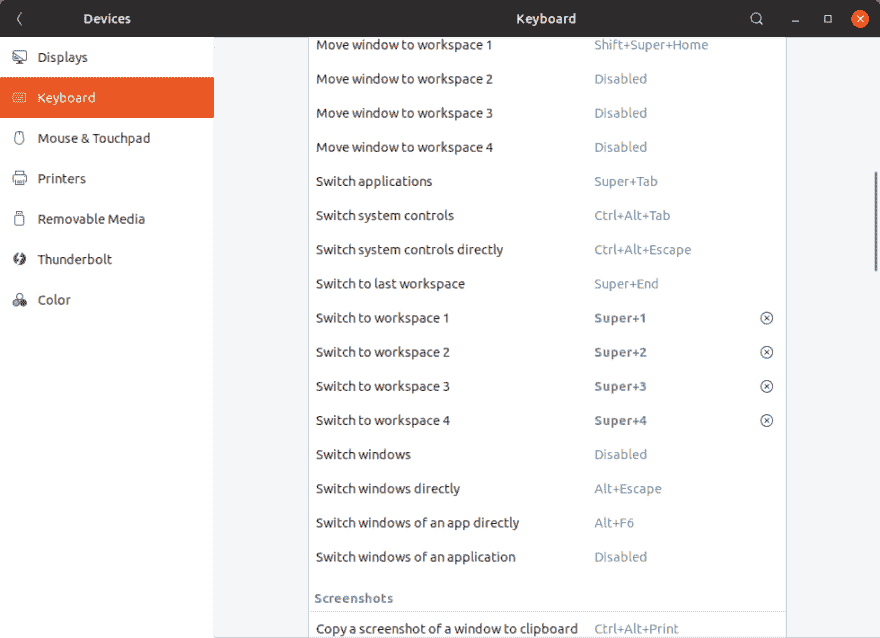 Devices
Keyboard
Displays
Keyboard
Mouse & Touchpad
Printers
Removable Media
Thunderbolt
Color
Move window to workspace 1 Shift+Super+Home
Move window to workspace 2 Disabled
Move window to workspace 3 Disabled
Move window to workspace 4 Disabled
Switch applications Super+Tab
Switch system controls Ctrl+Alt+Tab
Switch system controls directly Ctrl+Alt+Escape
Switch to last workspace Super+End
Switch to workspace 1 Super+1
Switch to workspace 2 Super+2
Switch to workspace 3 Super+3
Switch to workspace 4 Super+4
Switch windows Disabled
Switch windows directly Alt+Escape
Switch windows of an app directly Alt+F6
Switch windows of an application Disabled
Screenshots
Copy a screenshot of a window to clipboard Ctrl+Alt+Print